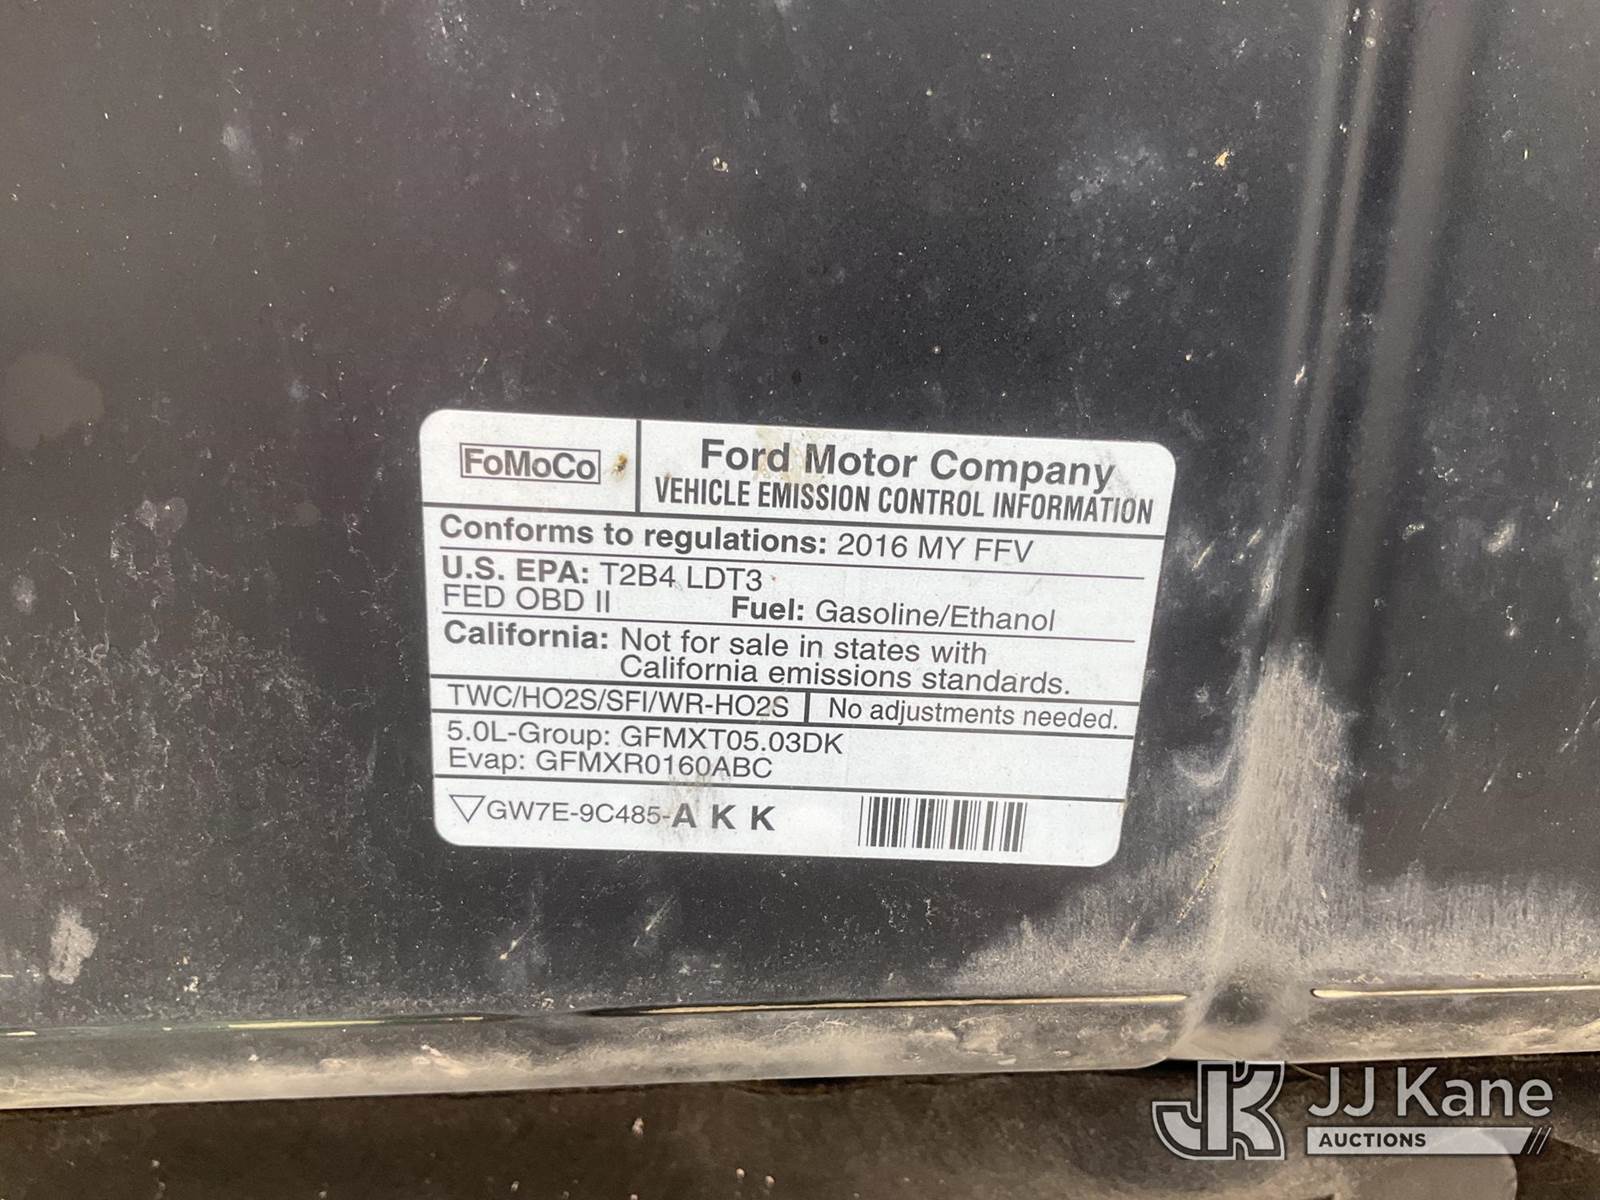 FoMoCo
Ford Motor Company
VEHICLE EMISSION CONTROL INFORMATION
Conforms to regulations: 2016 MY FFV
U.S. EPA: T2B4 LDT3
FED OBD II Fuel: Gasoline/Ethanol
California: Not for sale in states with
California emissions standards.
TWC/HO2S/SFI/WR-HO2S No adjustments needed.
5.0L-Group: GFMXT05.03DK
Evap: GFMXR0160ABC
GW7E-9C485-A K K
JK JJ Kane
AUCTIONS